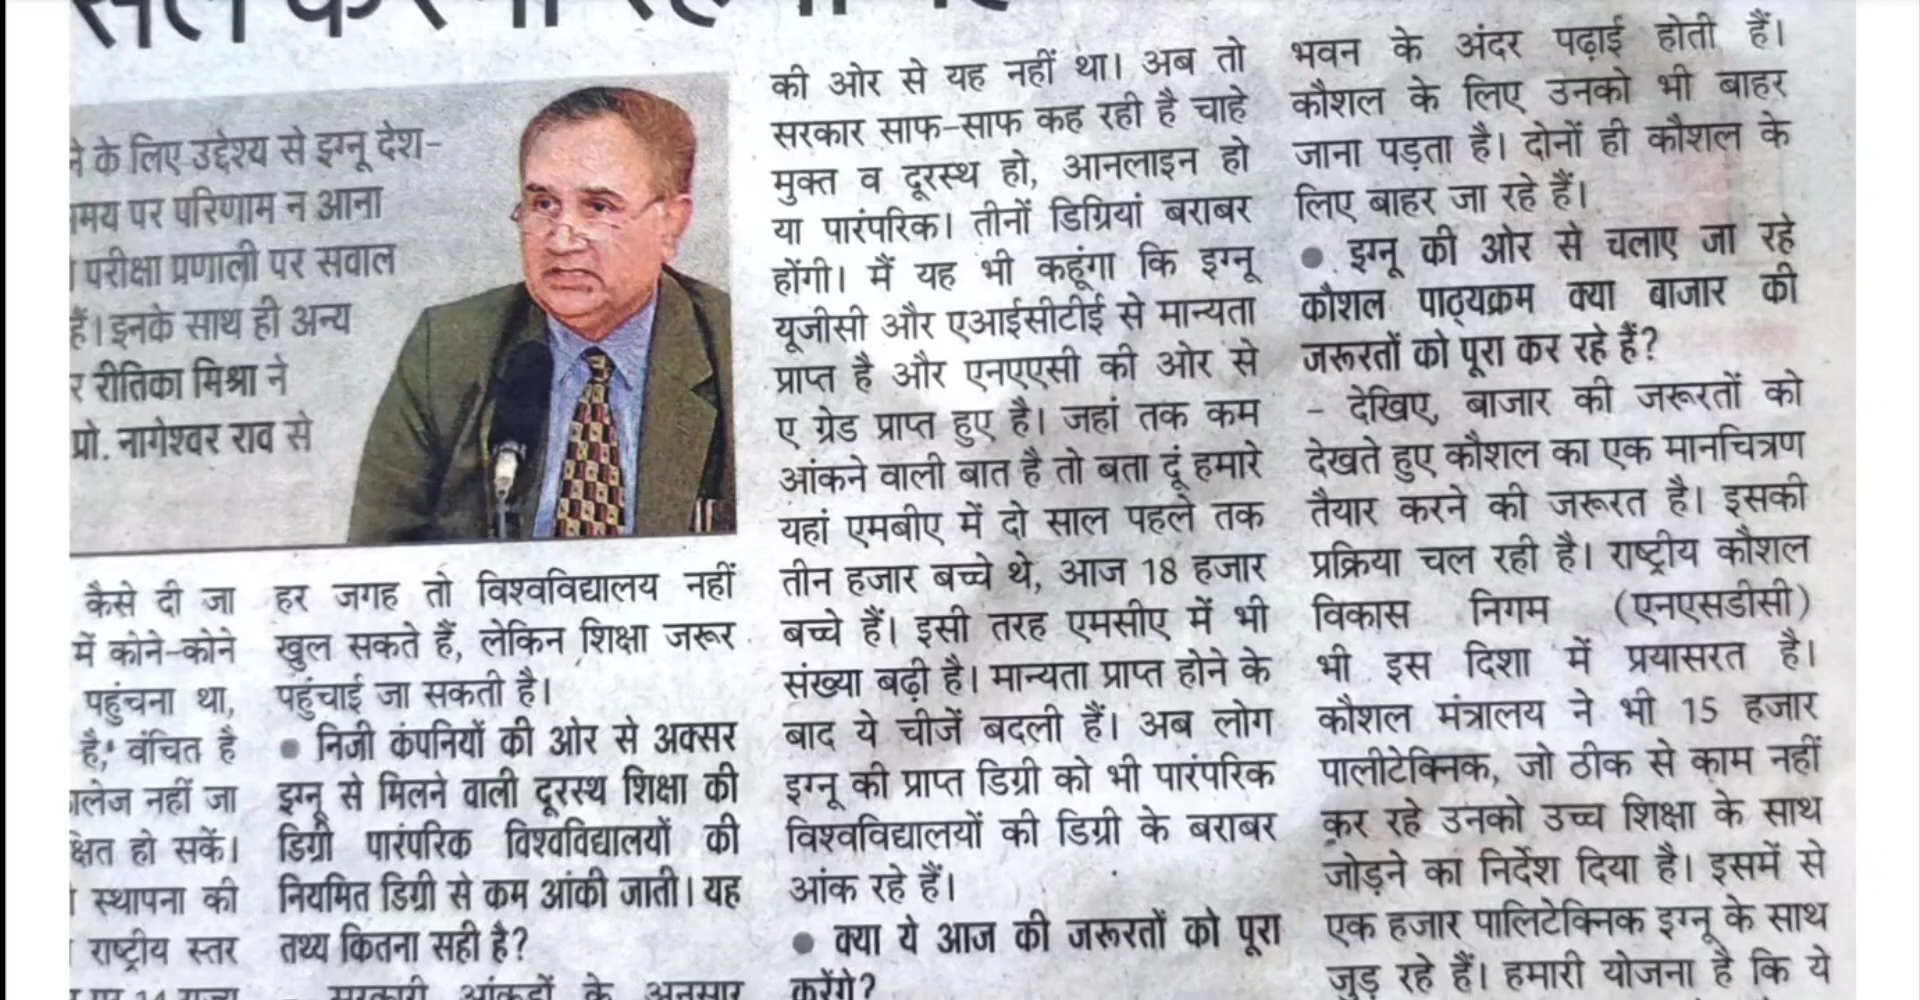 के लिए उद्देश्य से इग्नू देश-
पर परिणाम न आना
परीक्षा प्रणाली पर सवाल
हैं। इनके साथ ही अन्य
रीतिका मिश्रा ने
प्रो. नागेश्वर राव से
कैसे दी जा
में कोने-कोने
पहुंचना था,
है, वंचित है
नहीं जा
हो सकें।
स्थापना की
राष्ट्रीय स्तर
हर जगह तो विश्वविद्यालय नहीं
खुल सकते हैं, लेकिन शिक्षा जरूर
पहुंचाई जा सकती है।
● निजी कंपनियों की ओर से अक्सर
इग्नू से मिलने वाली दूरस्थ शिक्षा की
डिग्री पारंपरिक विश्वविद्यालयों की
नियमित डिग्री से कम आंकी जाती। यह
तथ्य कितना सही है?
- सरकारी आंकड़ों के अनुसार
की ओर से यह नहीं था। अब तो
सरकार साफ-साफ कह रही है चाहे
मुक्त व दूरस्थ हो, आनलाइन हो
या पारंपरिक। तीनों डिग्रियां बराबर
होंगी। मैं यह भी कहूंगा कि इग्नू
यूजीसी और एआईसीटीई से मान्यता
प्राप्त है और एनएएसी की ओर से
ए ग्रेड प्राप्त हुए है। जहां तक कम
आंकने वाली बात है तो बता दूं हमारे
यहां एमबीए में दो साल पहले तक
तीन हजार बच्चे थे, आज 18 हजार
बच्चे हैं। इसी तरह एमसीए में भी
संख्या बढ़ी है। मान्यता प्राप्त होने के
बाद ये चीजें बदली हैं। अब लोग
इग्नू की प्राप्त डिग्री को भी पारंपरिक
विश्वविद्यालयों की डिग्री के बराबर
आंक रहे हैं।
● क्या ये आज की जरूरतों को पूरा
करेंगे?
भवन के अंदर पढ़ाई होती हैं।
कौशल के लिए उनको भी बाहर
जाना पड़ता है। दोनों ही कौशल के
लिए बाहर जा रहे हैं।
● इग्नू की ओर से चलाए जा रहे
कौशल पाठ्यक्रम क्या बाजार की
जरूरतों को पूरा कर रहे हैं?
- देखिए, बाजार की जरूरतों को
देखते हुए कौशल का एक मानचित्रण
तैयार करने की जरूरत है। इसकी
प्रक्रिया चल रही है। राष्ट्रीय कौशल
विकास निगम (एनएसडीसी)
भी इस दिशा में प्रयासरत है।
कौशल मंत्रालय ने भी 15 हजार
पालीटेक्निक, जो ठीक से काम नहीं
कर रहे उनको उच्च शिक्षा के साथ
जोड़ने का निर्देश दिया है। इसमें से
एक हजार पालिटेक्निक इग्नू के साथ
जुड़ रहे हैं। हमारी योजना है कि ये